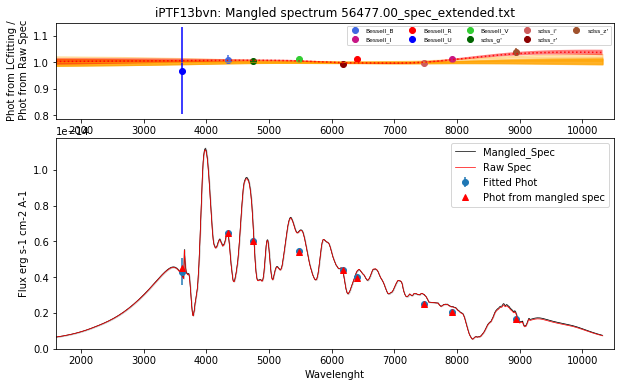 iPTF13bvn: Mangled spectrum 56477.00_spec_extended.txt
Phot from LCfitting /
Phot from Raw Spec
1.1
1.0
0.9
0.8
Bessell_B Bessell_R Bessell_V sdss_i' sdss_z'
Bessell_I Bessell_U sdss_g' sdss_r'
2000 3000 4000 5000 6000 7000 8000 9000 10000
1e−14
Flux erg s-1 cm-2 A-1
1.0
0.8
0.6
0.4
0.2
0.0
Mangled_Spec
Raw Spec
Fitted Phot
Phot from mangled spec
2000 3000 4000 5000 6000 7000 8000 9000 10000
Wavelenght